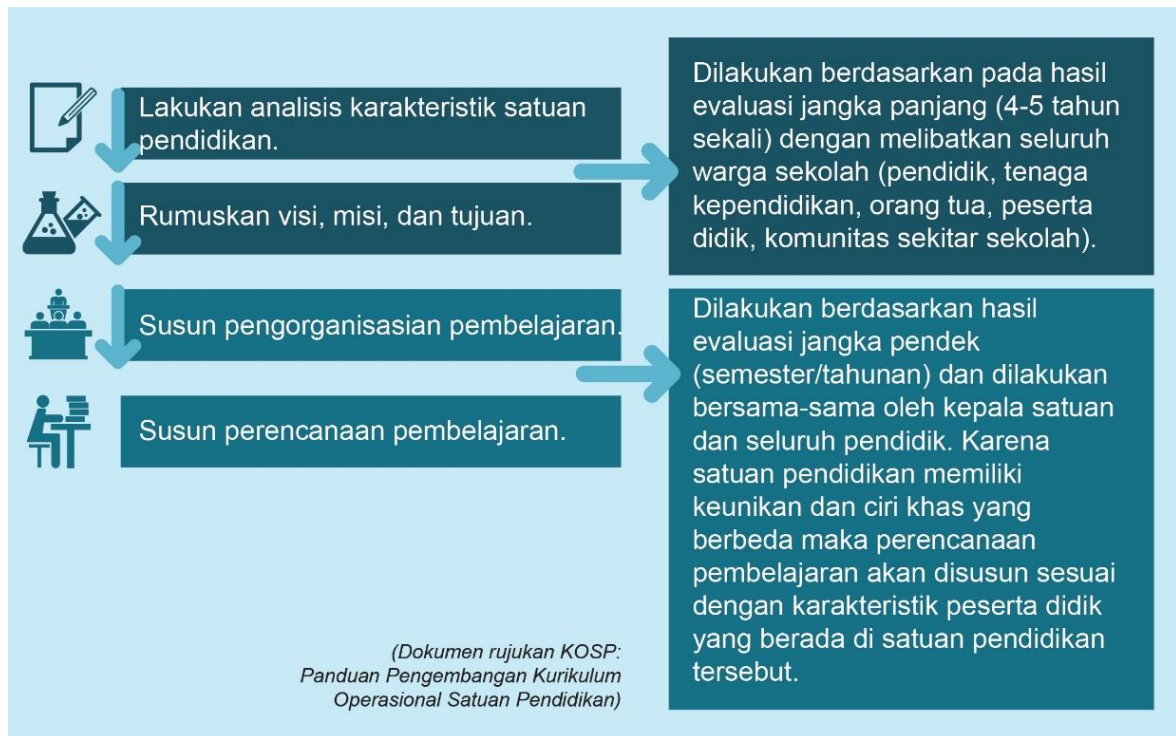 Lakukan analisis karakteristik satuan
pendidikan.
Rumuskan visi, misi, dan tujuan.
Dilakukan berdasarkan pada hasil
evaluasi jangka panjang (4-5 tahun
sekali) dengan melibatkan seluruh
warga sekolah (pendidik, tenaga
kependidikan, orang tua, peserta
didik, komunitas sekitar sekolah).
Susun pengorganisasian pembelajaran.
Susun perencanaan pembelajaran.
Dilakukan berdasarkan hasil
evaluasi jangka pendek
(semester/tahunan) dan dilakukan
bersama-sama oleh kepala satuan
dan seluruh pendidik. Karena
satuan pendidikan memiliki
keunikan dan ciri khas yang
berbeda maka perencanaan
pembelajaran akan disusun sesuai
dengan karakteristik peserta didik
yang berada di satuan pendidikan
tersebut.
(Dokumen rujukan KOSP:
Panduan Pengembangan Kurikulum
Operasional Satuan Pendidikan)